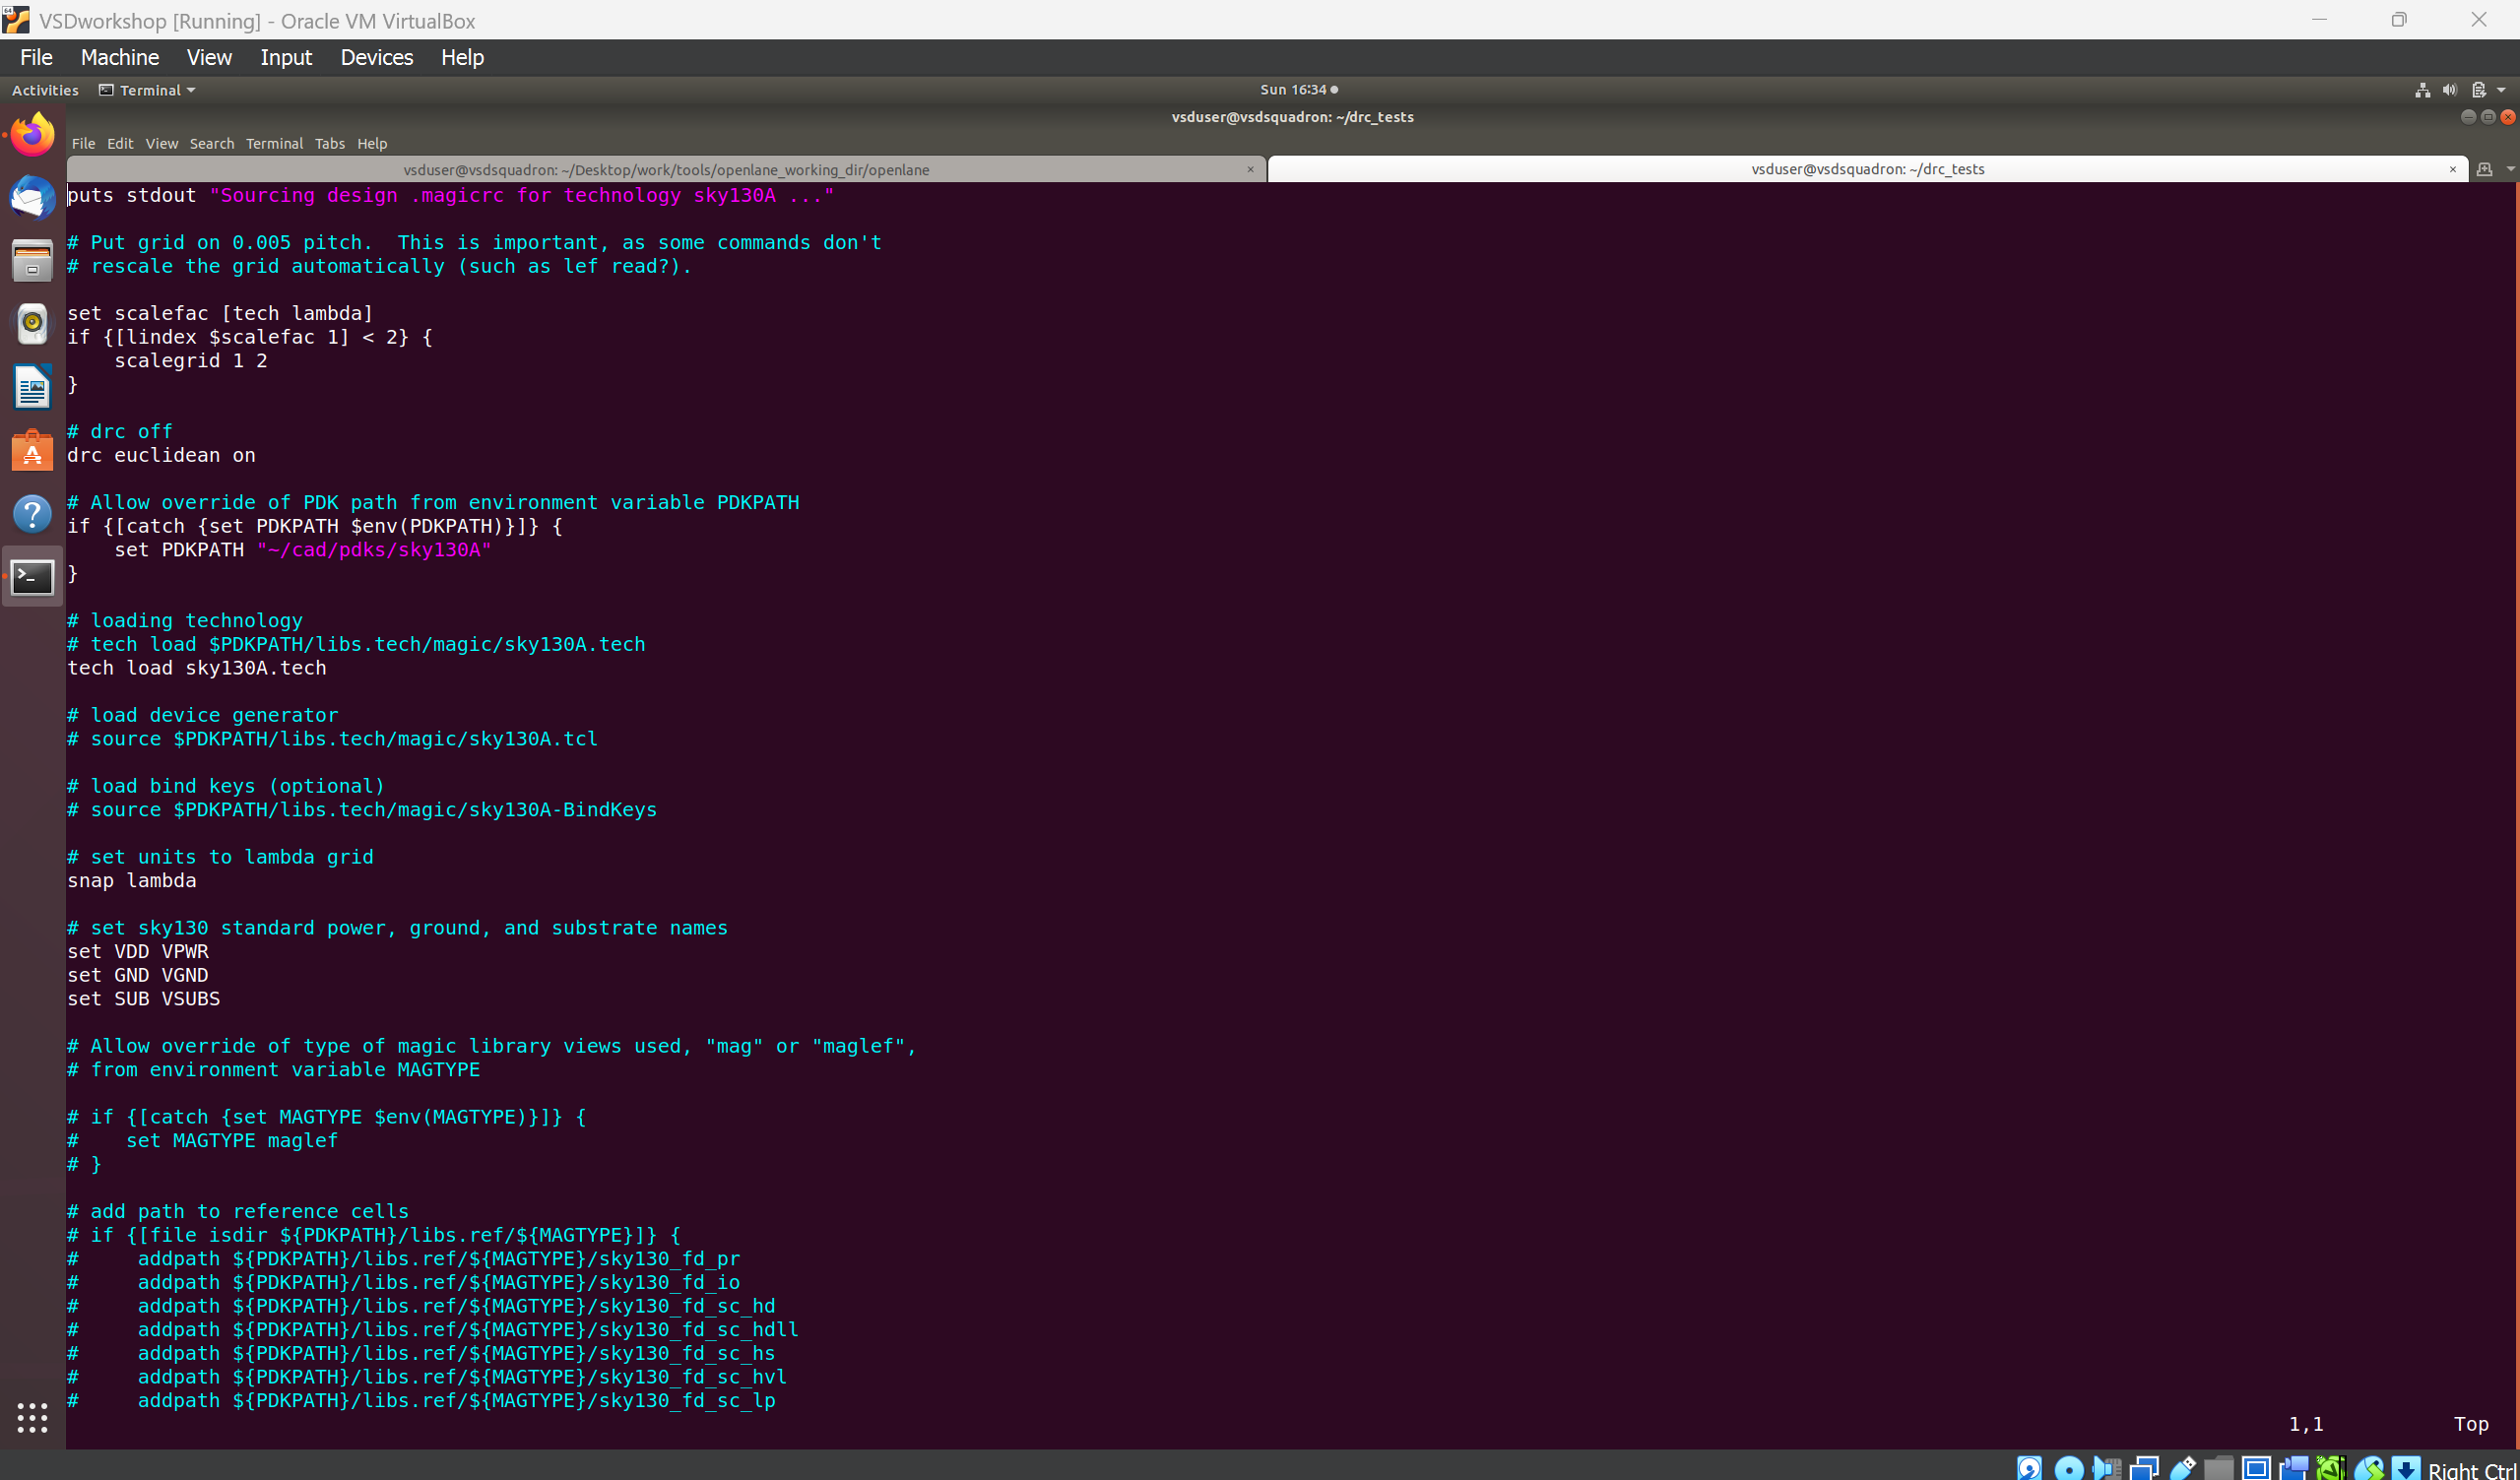 VSDworkshop [Running] - Oracle VM VirtualBox
File Machine View Input Devices Help
Activities Terminal Sun 16:34
vsduser@vsdsquadron: ~/drc_tests
File Edit View Search Terminal Tabs Help
vsduser@vsdsquadron: ~/Desktop/work/tools/openlane_working_dir/openlane × vsduser@vsdsquadron: ~/drc_tests ×
puts stdout "Sourcing design .magicrc for technology sky130A ..."
# Put grid on 0.005 pitch.  This is important, as some commands don't
# rescale the grid automatically (such as lef read?).
set scalefac [tech lambda]
if {[lindex $scalefac 1] < 2} {
    scalegrid 1 2
}
# drc off
drc euclidean on
# Allow override of PDK path from environment variable PDKPATH
if {[catch {set PDKPATH $env(PDKPATH)}]} {
    set PDKPATH "~/cad/pdks/sky130A"
}
# loading technology
# tech load $PDKPATH/libs.tech/magic/sky130A.tech
tech load sky130A.tech
# load device generator
# source $PDKPATH/libs.tech/magic/sky130A.tcl
# load bind keys (optional)
# source $PDKPATH/libs.tech/magic/sky130A-BindKeys
# set units to lambda grid
snap lambda
# set sky130 standard power, ground, and substrate names
set VDD VPWR
set GND VGND
set SUB VSUBS
# Allow override of type of magic library views used, "mag" or "maglef",
# from environment variable MAGTYPE
# if {[catch {set MAGTYPE $env(MAGTYPE)}]} {
#    set MAGTYPE maglef
# }
# add path to reference cells
# if {[file isdir ${PDKPATH}/libs.ref/${MAGTYPE}]} {
#     addpath ${PDKPATH}/libs.ref/${MAGTYPE}/sky130_fd_pr
#     addpath ${PDKPATH}/libs.ref/${MAGTYPE}/sky130_fd_io
#     addpath ${PDKPATH}/libs.ref/${MAGTYPE}/sky130_fd_sc_hd
#     addpath ${PDKPATH}/libs.ref/${MAGTYPE}/sky130_fd_sc_hdll
#     addpath ${PDKPATH}/libs.ref/${MAGTYPE}/sky130_fd_sc_hs
#     addpath ${PDKPATH}/libs.ref/${MAGTYPE}/sky130_fd_sc_hvl
#     addpath ${PDKPATH}/libs.ref/${MAGTYPE}/sky130_fd_sc_lp
1,1 Top
Right Ctrl